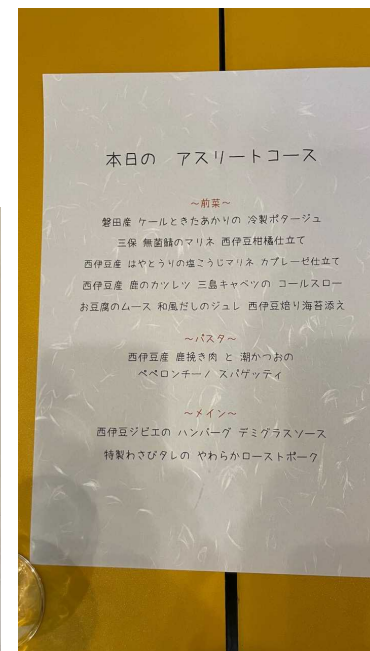 本日の アスリートコース
～前菜～
磐田産 ケールときたあかりの 冷製ポタージュ
三保 無菌鯖のマリネ 西伊豆柑橘仕立て
西伊豆産 はやとうりの塩こうじマリネ カプレーゼ仕立て
西伊豆産 鹿のカツレツ 三島キャベツの コールスロー
お豆腐のムース 和風だしのジュレ 西伊豆焙り海苔添え
～パスタ～
西伊豆産 鹿挽き肉 と 潮かつおの
ペペロンチーノ スパゲッティ
～メイン～
西伊豆ジビエの ハンバーグ デミグラスソース
特製わさびタレの やわらかローストポーク